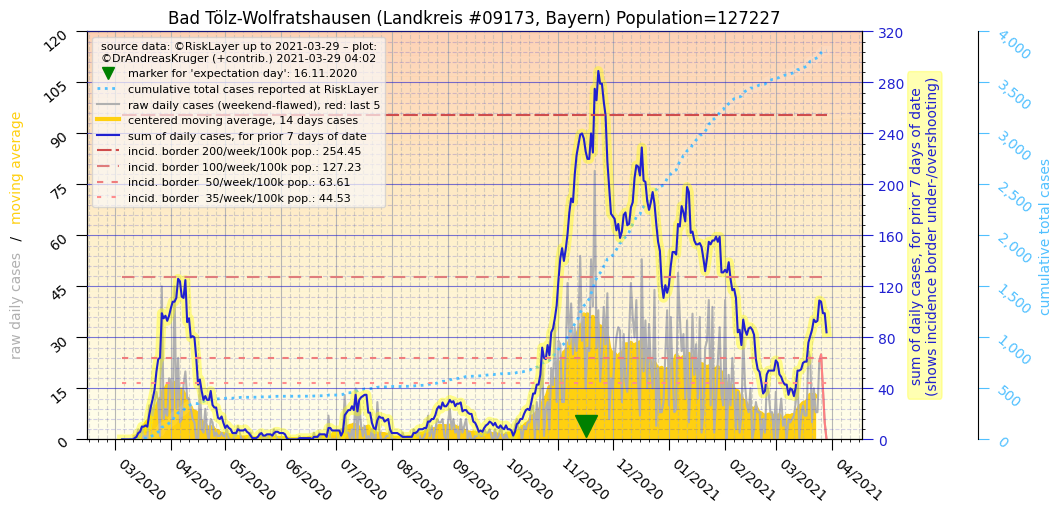 Bad Tölz-Wolfratshausen (Landkreis #09173, Bayern) Population=127227
source data: ©RiskLayer up to 2021-03-29 – plot:
©DrAndreasKruger (+contrib.) 2021-03-29 04:02
marker for 'expectation day': 16.11.2020
cumulative total cases reported at RiskLayer
raw daily cases (weekend-flawed), red: last 5
centered moving average, 14 days cases
sum of daily cases, for prior 7 days of date
incid. border 200/week/100k pop.: 254.45
incid. border 100/week/100k pop.: 127.23
incid. border  50/week/100k pop.: 63.61
incid. border  35/week/100k pop.: 44.53
raw daily cases / moving average
120
105
90
75
60
45
30
15
0
03/2020
04/2020
05/2020
06/2020
07/2020
08/2020
09/2020
10/2020
11/2020
12/2020
01/2021
02/2021
03/2021
04/2021
320
280
240
200
160
120
80
40
0
sum of daily cases, for prior 7 days of date
(shows incidence border under-/overshooting)
4,000
3,500
3,000
2,500
2,000
1,500
1,000
500
0
cumulative total cases